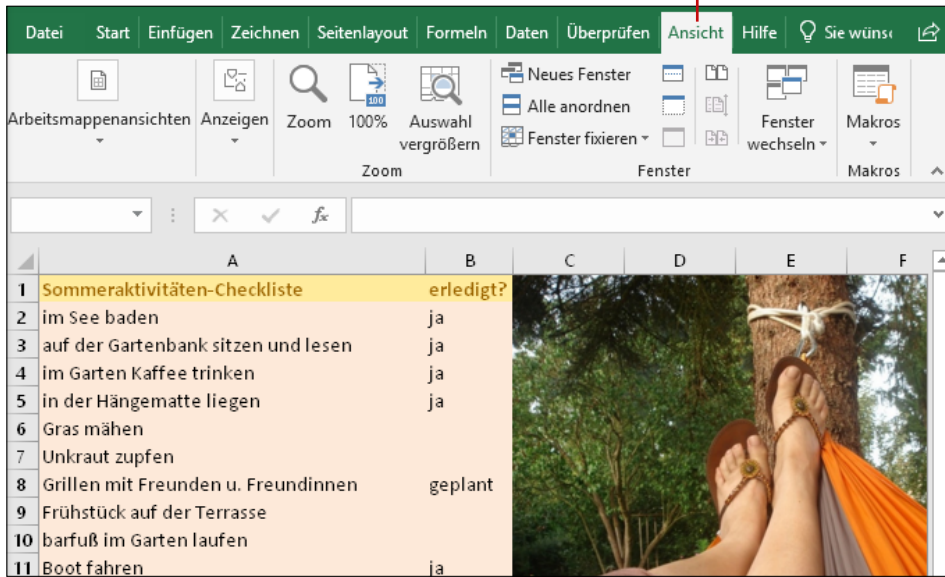 Datei Start Einfügen Zeichnen Seitenlayout Formeln Daten Überprüfen Ansicht Hilfe Sie wüns
Arbeitsmappenansichten
Anzeigen
Zoom
100
100%
Auswahl
vergrößern
Zoom
Neues Fenster
Alle anordnen
Fenster fixieren
Fenster
wechseln
Fenster
Makros
Makros
fx
A B C D E F
1 Sommeraktivitäten-Checkliste erledigt?
2 im See baden ja
3 auf der Gartenbank sitzen und lesen ja
4 im Garten Kaffee trinken ja
5 in der Hängematte liegen ja
6 Gras mähen
7 Unkraut zupfen
8 Grillen mit Freunden u. Freundinnen geplant
9 Frühstück auf der Terrasse
10 barfuß im Garten laufen
11 Boot fahren ja